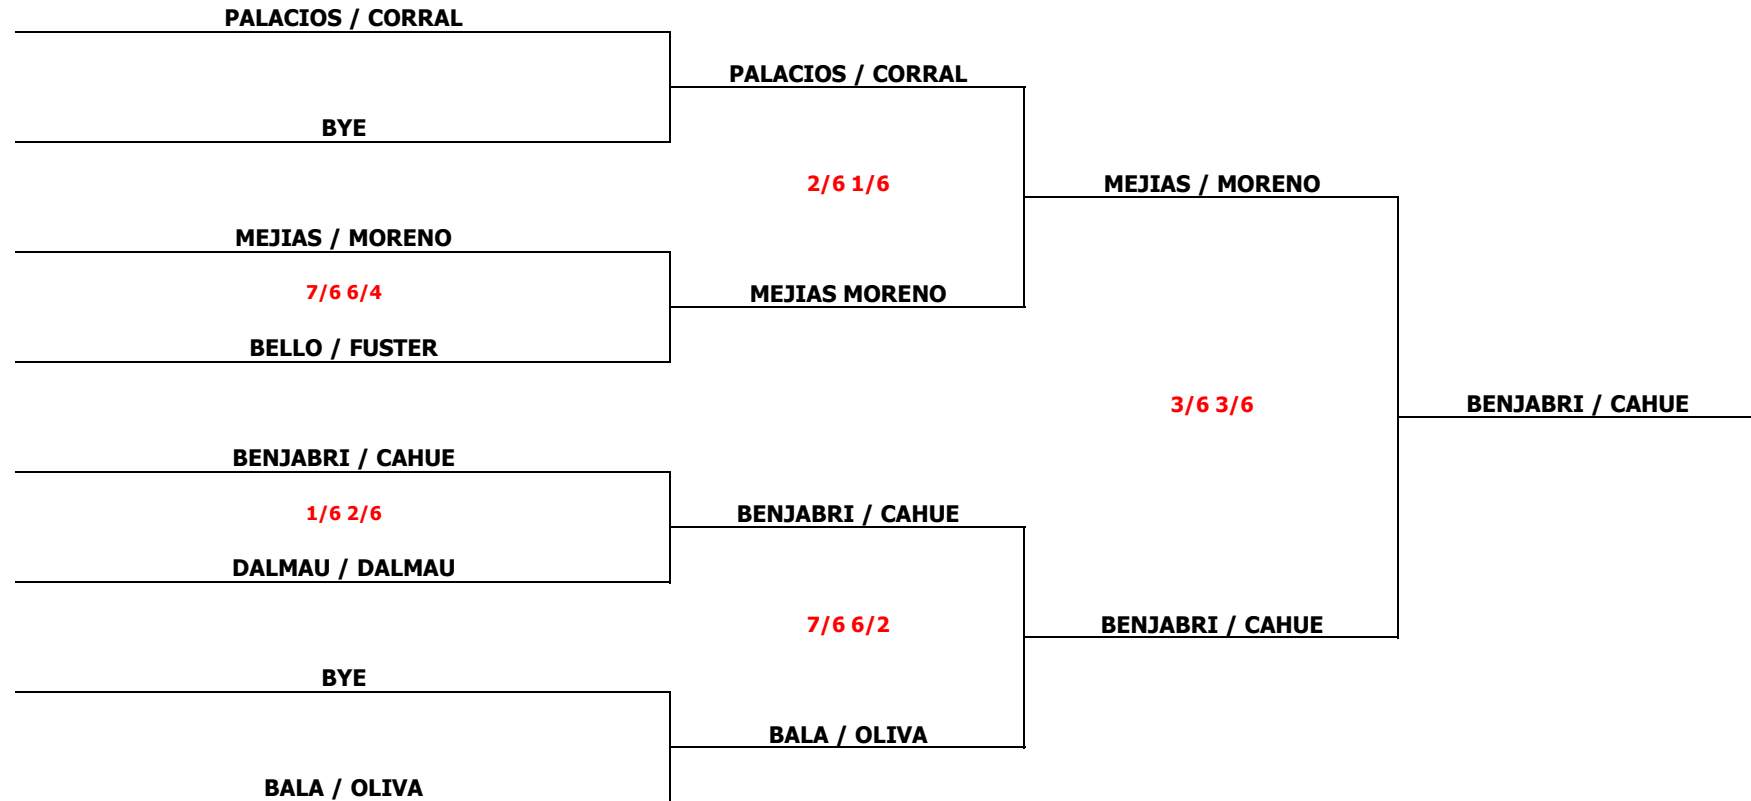 PALACIOS / CORRAL
PALACIOS / CORRAL
BYE
2/6 1/6
MEJIAS / MORENO
MEJIAS / MORENO
7/6 6/4
MEJIAS MORENO
BELLO / FUSTER
3/6 3/6
BENJABRI / CAHUE
BENJABRI / CAHUE
1/6 2/6
BENJABRI / CAHUE
DALMAU / DALMAU
7/6 6/2
BENJABRI / CAHUE
BYE
BALA / OLIVA
BALA / OLIVA